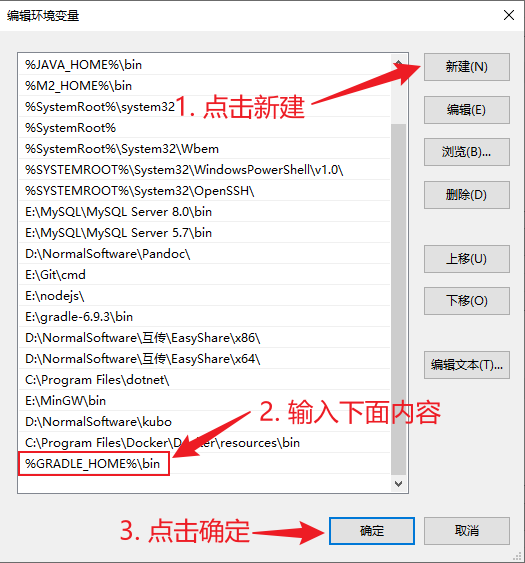 编辑环境变量
%JAVA_HOME%\bin
%M2_HOME%\bin
%SystemRoot%\system32
%SystemRoot%
%SystemRoot%\System32\Wbem
%SYSTEMROOT%\System32\WindowsPowerShell\v1.0\
%SYSTEMROOT%\System32\OpenSSH\
E:\MySQL\MySQL Server 8.0\bin
E:\MySQL\MySQL Server 5.7\bin
D:\NormalSoftware\Pandoc\
E:\Git\cmd
E:\nodejs\
E:\gradle-6.9.3\bin
D:\NormalSoftware\互传\EasyShare\x86\
D:\NormalSoftware\互传\EasyShare\x64\
C:\Program Files\dotnet\
E:\MinGW\bin
D:\NormalSoftware\kubo
C:\Program Files\Docker\Docker\resources\bin
%GRADLE_HOME%\bin
1. 点击新建
2. 输入下面内容
3. 点击确定
新建(N)
编辑(E)
浏览(B)...
删除(D)
上移(U)
下移(O)
编辑文本(T)...
确定
取消